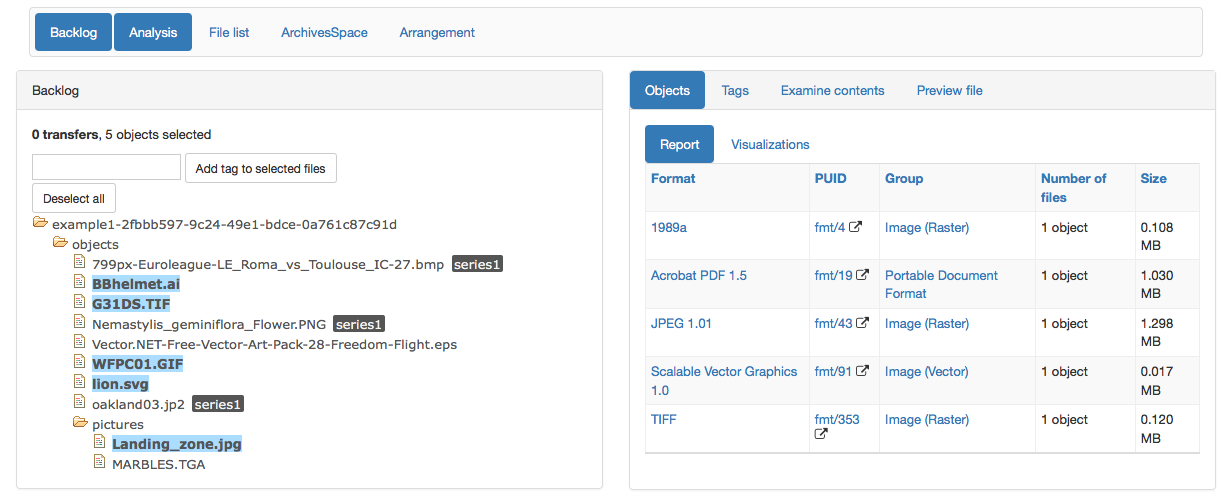 Backlog Analysis File list ArchivesSpace Arrangement
Backlog
0 transfers, 5 objects selected
Add tag to selected files
Deselect all
example1-2fbbb597-9c24-49e1-bdce-0a761c87c91d
objects
799px-Euroleague-LE_Roma_vs_Toulouse_IC-27.bmp series1
BBhelmet.ai
G31DS.TIF
Nemastylis_geminiflora_Flower.PNG series1
Vector.NET-Free-Vector-Art-Pack-28-Freedom-Flight.eps
WFPC01.GIF
lion.svg
oakland03.jp2 series1
pictures
Landing_zone.jpg
MARBLES.TGA
Objects Tags Examine contents Preview file
Report Visualizations
Format PUID Group Number of Size
files
1989a fmt/4 Image (Raster) 1 object 0.108
MB
Acrobat PDF 1.5 fmt/19 Portable Document 1 object 1.030
Format MB
JPEG 1.01 fmt/43 Image (Raster) 1 object 1.298
MB
Scalable Vector Graphics fmt/91 Image (Vector) 1 object 0.017
1.0 MB
TIFF fmt/353 Image (Raster) 1 object 0.120
MB